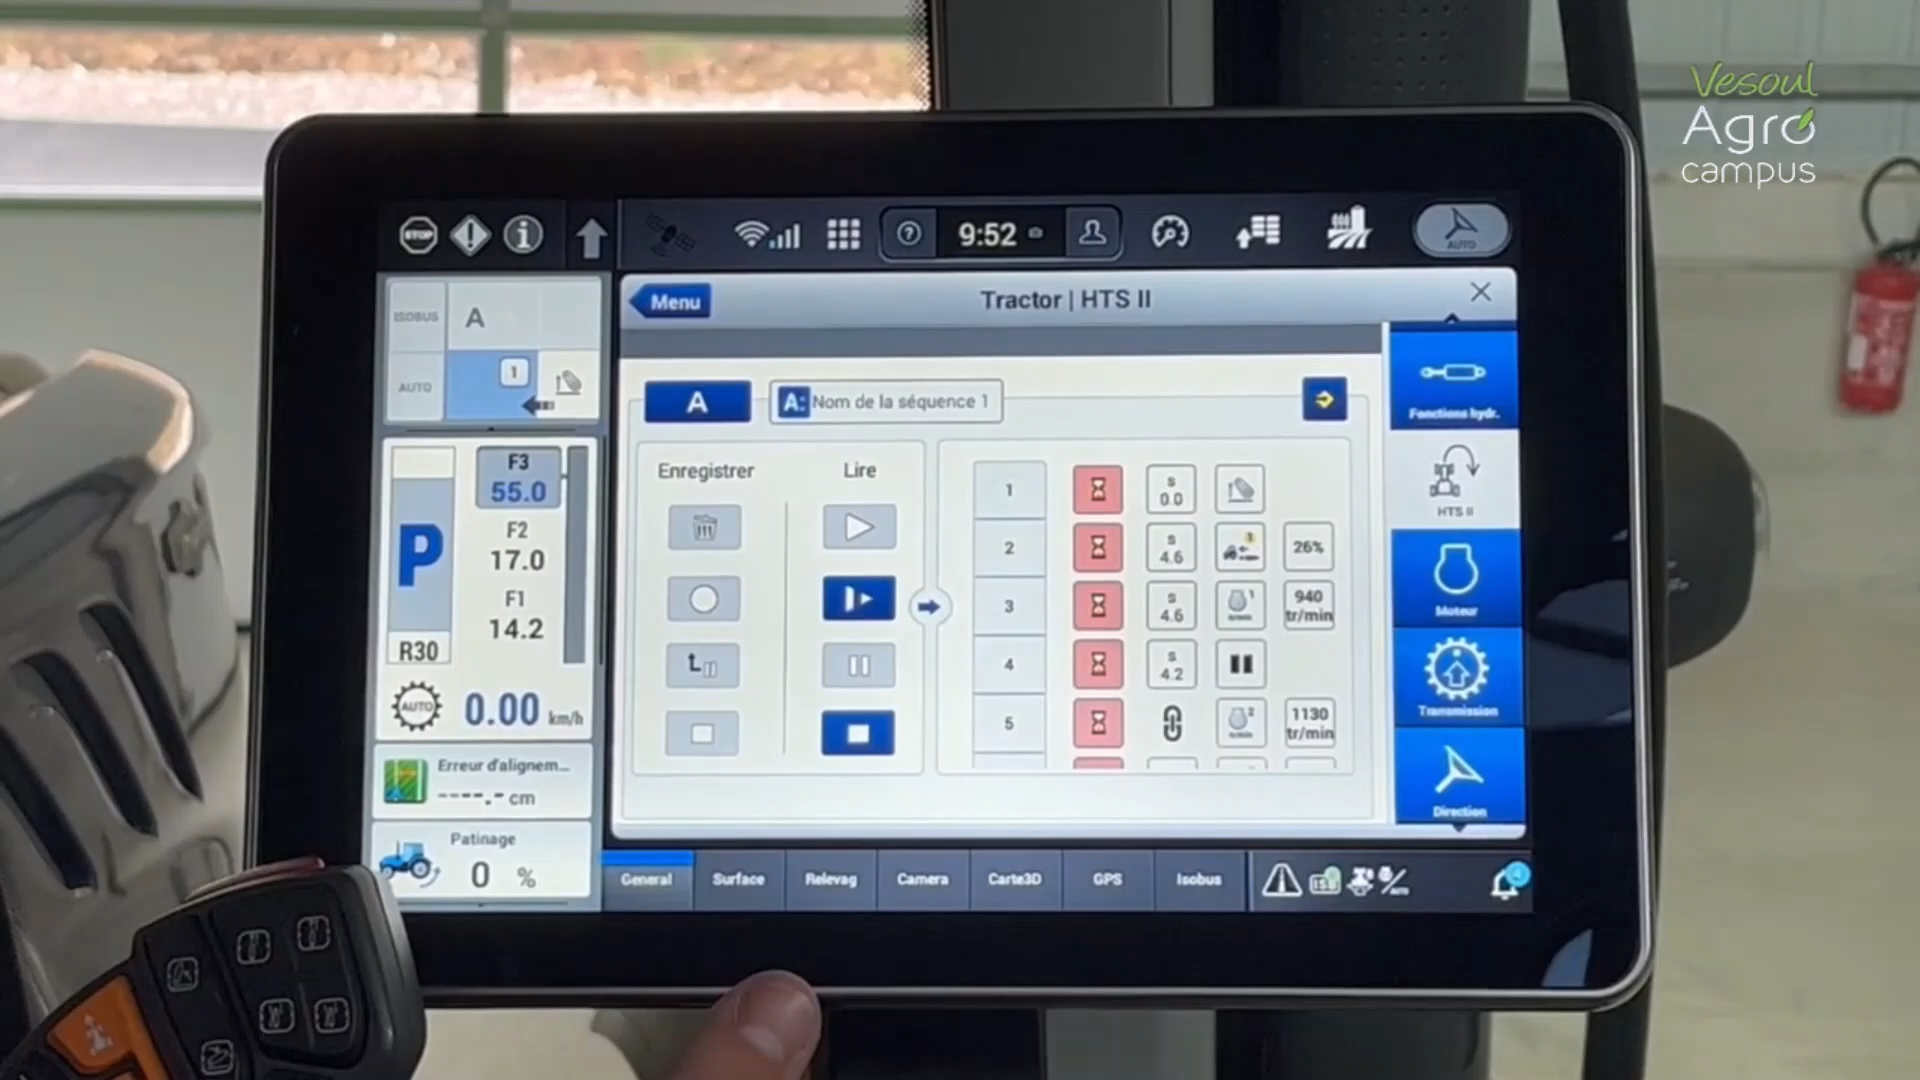 Vesoul
Agro
campus
STOP
9:52
AUTO
ISOBUS
A
AUTO
1
Menu
Tractor | HTS II
A
A:
Nom de la séquence 1
Fonctions hydr.
HTS II
Moteur
Transmission
Direction
F3
55.0
F2
17.0
F1
14.2
P
R30
AUTO
0.00 km/h
Erreur d'alignem...
----.- cm
Patinage
0 %
Enregistrer
Lire
1
s
0.0
2
s
4.6
26%
3
s
4.6
940
tr/min
4
s
4.2
5
1130
tr/min
General
Surface
Relevag
Camera
Carte3D
GPS
Isobus